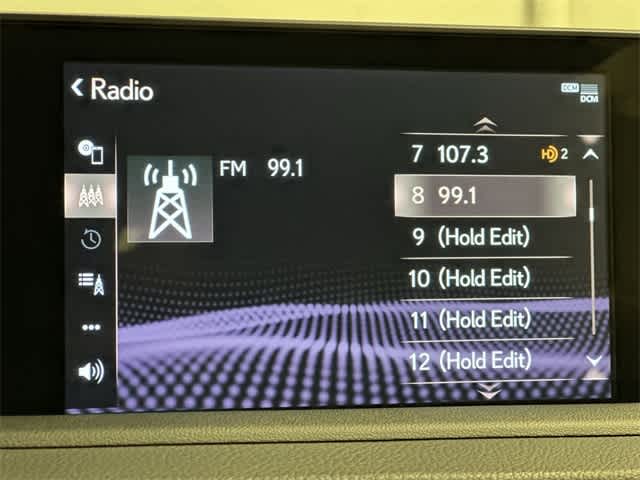 Radio
DCM
DCM
FM 99.1
7 107.3 HD 2
8 99.1
9 (Hold Edit)
10 (Hold Edit)
11 (Hold Edit)
12 (Hold Edit)